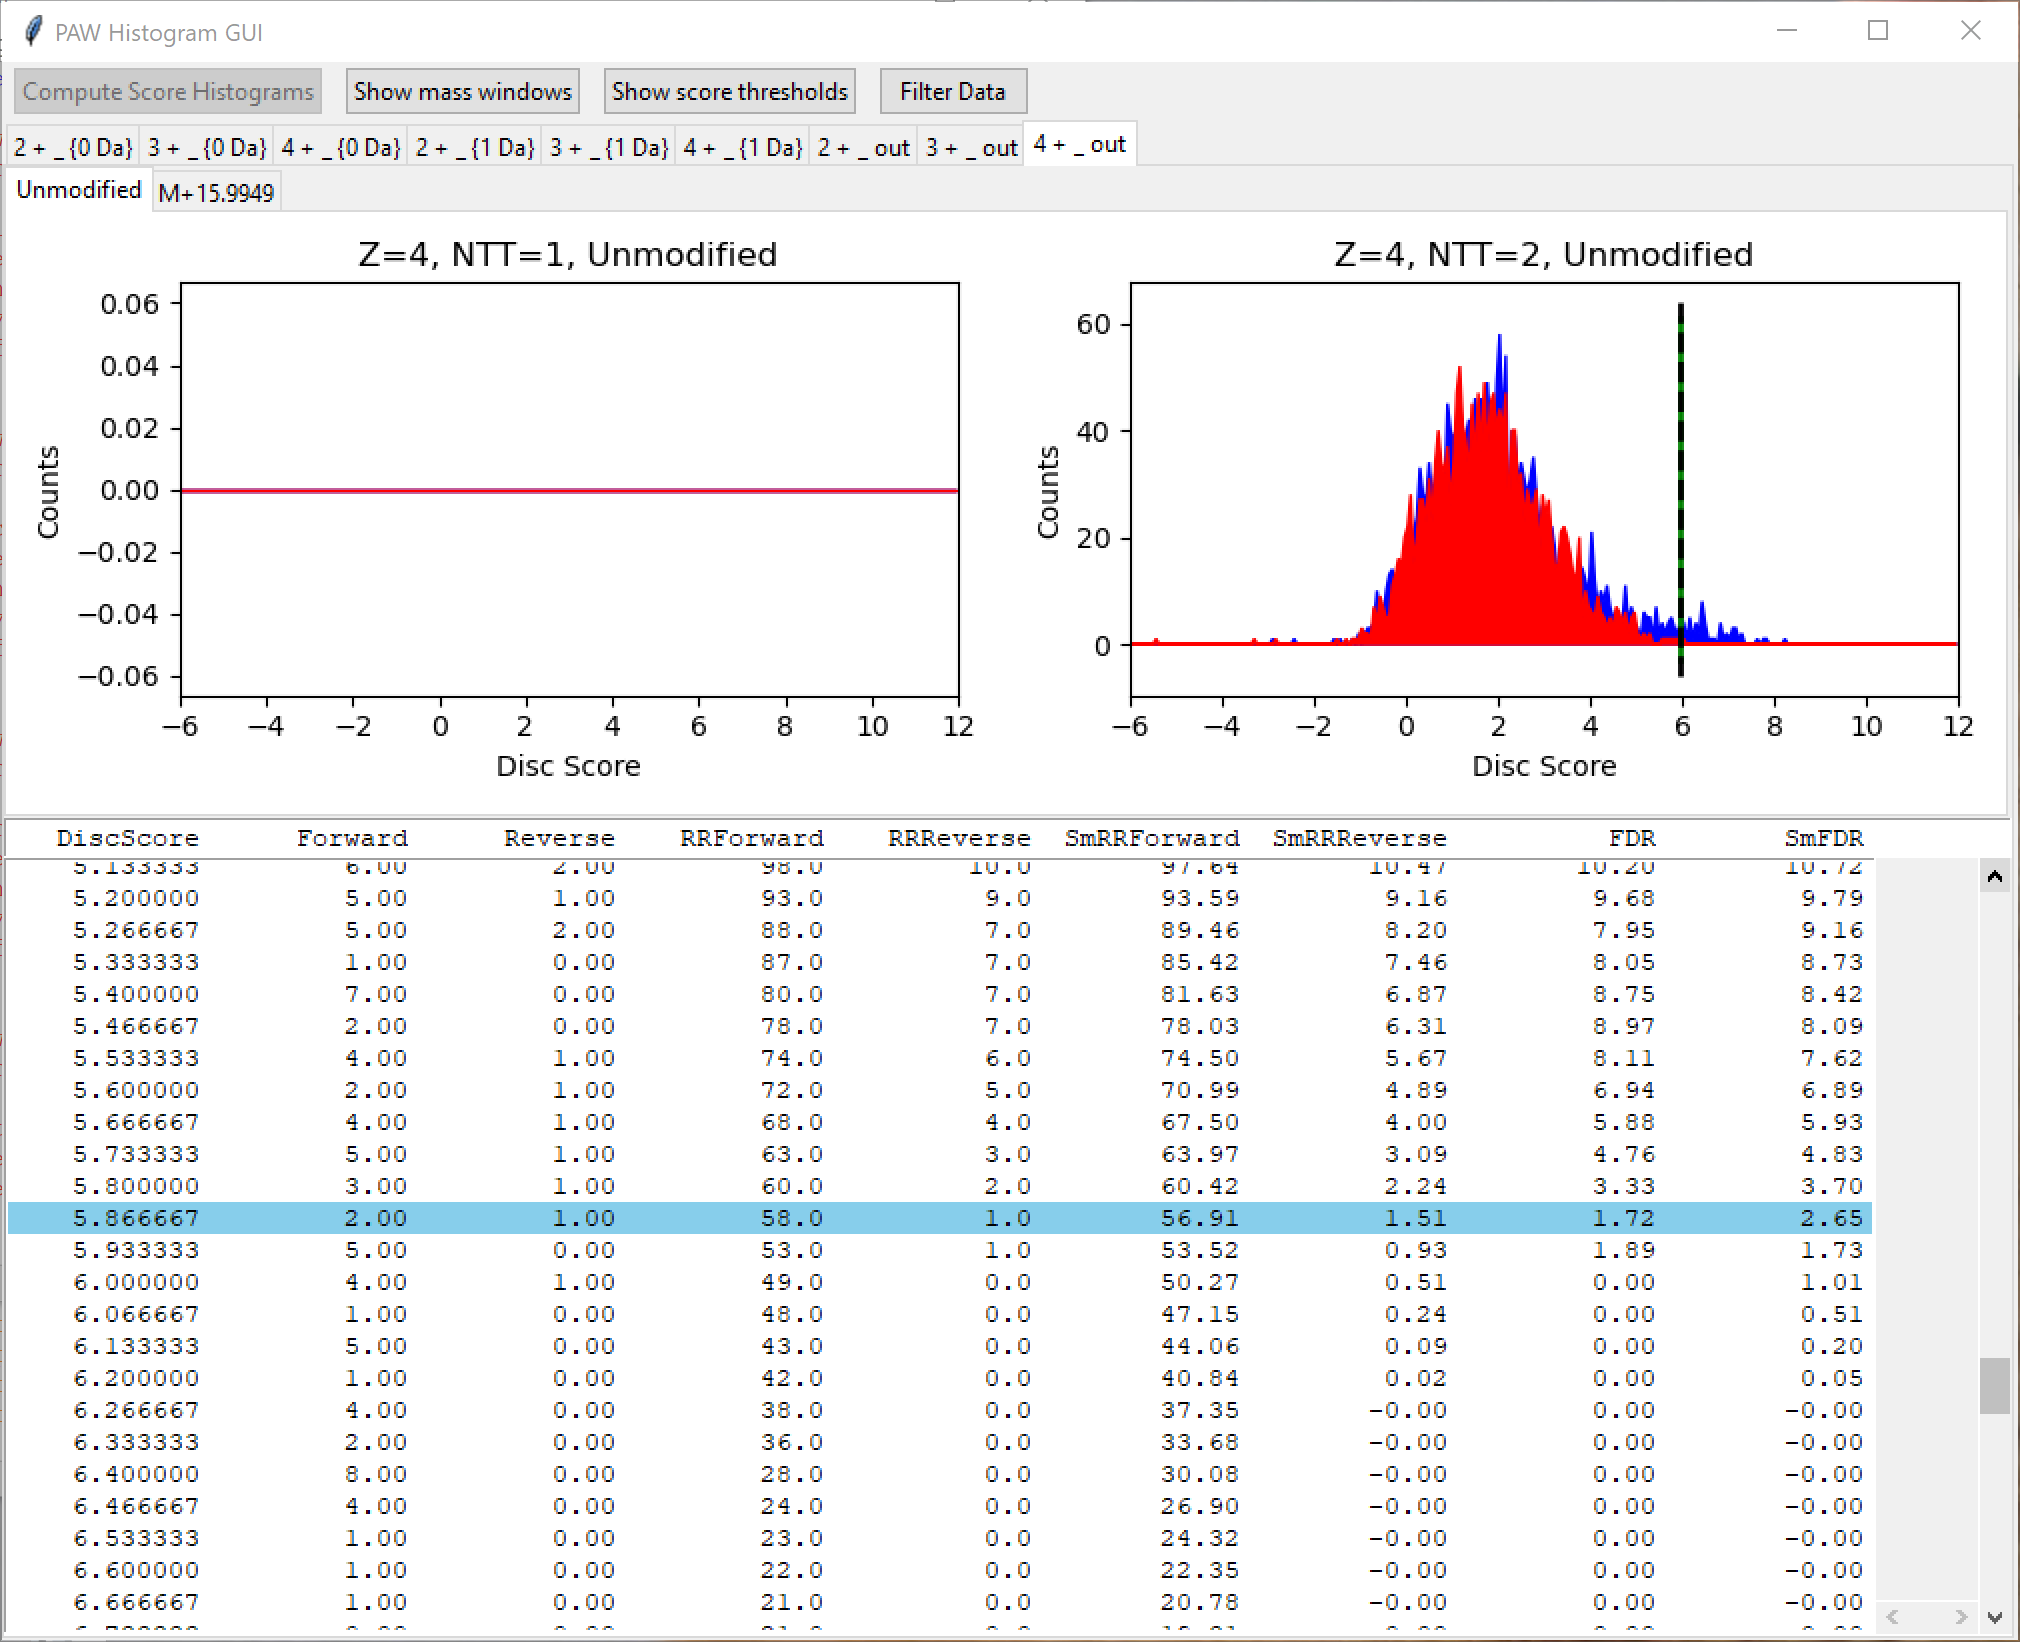 PAW Histogram GUI
Compute Score Histograms Show mass windows Show score thresholds Filter Data
2 + _ {0 Da} 3 + _ {0 Da} 4 + _ {0 Da} 2 + _ {1 Da} 3 + _ {1 Da} 4 + _ {1 Da} 2 + _ out 3 + _ out 4 + _ out
Unmodified M+15.9949
Z=4, NTT=1, Unmodified
0.06
0.04
0.02
0.00
−0.02
−0.04
−0.06
Counts
−6 −4 −2 0 2 4 6 8 10 12
Disc Score
Z=4, NTT=2, Unmodified
60
40
20
0
Counts
−6 −4 −2 0 2 4 6 8 10 12
Disc Score
DiscScore Forward Reverse RRForward RRReverse SmRRForward SmRRReverse FDR SmFDR
5.133333 6.00 2.00 98.0 10.0 97.64 10.47 10.20 10.72
5.200000 5.00 1.00 93.0 9.0 93.59 9.16 9.68 9.79
5.266667 5.00 2.00 88.0 7.0 89.46 8.20 7.95 9.16
5.333333 1.00 0.00 87.0 7.0 85.42 7.46 8.05 8.73
5.400000 7.00 0.00 80.0 7.0 81.63 6.87 8.75 8.42
5.466667 2.00 0.00 78.0 7.0 78.03 6.31 8.97 8.09
5.533333 4.00 1.00 74.0 6.0 74.50 5.67 8.11 7.62
5.600000 2.00 1.00 72.0 5.0 70.99 4.89 6.94 6.89
5.666667 4.00 1.00 68.0 4.0 67.50 4.00 5.88 5.93
5.733333 5.00 1.00 63.0 3.0 63.97 3.09 4.76 4.83
5.800000 3.00 1.00 60.0 2.0 60.42 2.24 3.33 3.70
5.866667 2.00 1.00 58.0 1.0 56.91 1.51 1.72 2.65
5.933333 5.00 0.00 53.0 1.0 53.52 0.93 1.89 1.73
6.000000 4.00 1.00 49.0 0.0 50.27 0.51 0.00 1.01
6.066667 1.00 0.00 48.0 0.0 47.15 0.24 0.00 0.51
6.133333 5.00 0.00 43.0 0.0 44.06 0.09 0.00 0.20
6.200000 1.00 0.00 42.0 0.0 40.84 0.02 0.00 0.05
6.266667 4.00 0.00 38.0 0.0 37.35 -0.00 0.00 -0.00
6.333333 2.00 0.00 36.0 0.0 33.68 -0.00 0.00 -0.00
6.400000 8.00 0.00 28.0 0.0 30.08 -0.00 0.00 -0.00
6.466667 4.00 0.00 24.0 0.0 26.90 -0.00 0.00 -0.00
6.533333 1.00 0.00 23.0 0.0 24.32 -0.00 0.00 -0.00
6.600000 1.00 0.00 22.0 0.0 22.35 -0.00 0.00 -0.00
6.666667 1.00 0.00 21.0 0.0 20.78 -0.00 0.00 -0.00